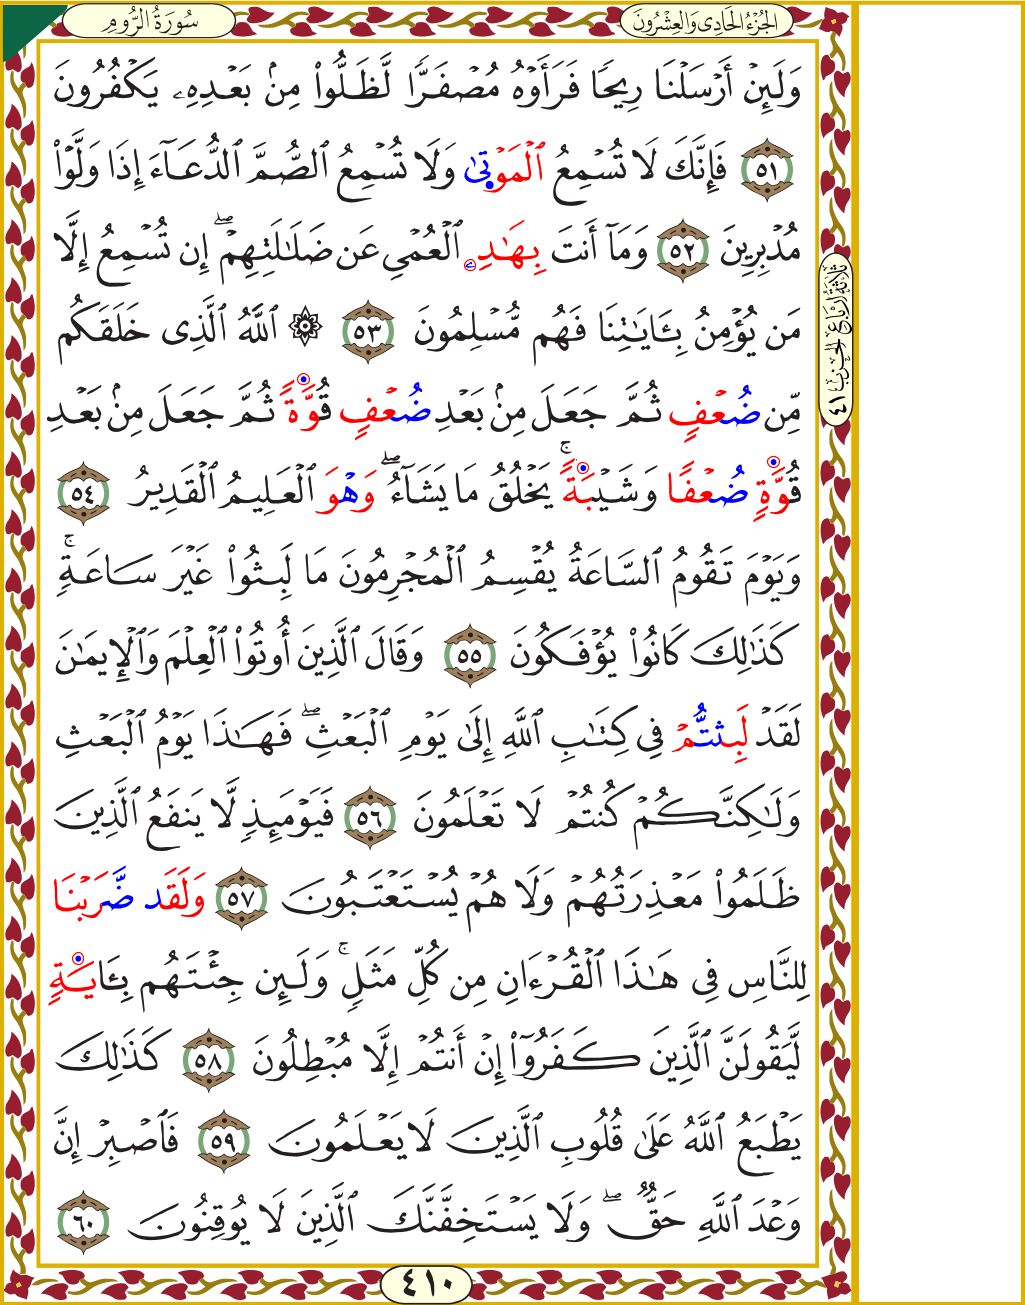 سُورَةُ الرُّومِ
الجُزْءُ الحَادِى وَالعِشْرُونَ
وَلَئِنْ أَرْسَلْنَا رِيحًا فَرَأَوْهُ مُصْفَرًّا لَّظَلُّوا۟ مِنۢ بَعْدِهِۦ يَكْفُرُونَ
٥١ فَإِنَّكَ لَا تُسْمِعُ ٱلْمَوْتَىٰ وَلَا تُسْمِعُ ٱلصُّمَّ ٱلدُّعَآءَ إِذَا وَلَّوْا۟
مُدْبِرِينَ ٥٢ وَمَآ أَنتَ بِهَـٰدِے ٱلْعُمْىِ عَن ضَلَـٰلَتِهِمْ ۖ إِن تُسْمِعُ إِلَّا
مَن يُؤْمِنُ بِـَٔايَـٰتِنَا فَهُم مُّسْلِمُونَ ٥٣ ۞ ٱللَّهُ ٱلَّذِى خَلَقَكُم
مِّن ضُعْفٍ ثُمَّ جَعَلَ مِنۢ بَعْدِ ضُعْفٍ قُوَّةً ثُمَّ جَعَلَ مِنۢ بَعْدِ
قُوَّةٍ ضُعْفًا وَشَيْبَةً ۚ يَخْلُقُ مَا يَشَآءُ ۖ وَهْوَ ٱلْعَلِيمُ ٱلْقَدِيرُ ٥٤
وَيَوْمَ تَقُومُ ٱلسَّاعَةُ يُقْسِمُ ٱلْمُجْرِمُونَ مَا لَبِثُوا۟ غَيْرَ سَاعَةٍ ۚ
كَذَٰلِكَ كَانُوا۟ يُؤْفَكُونَ ٥٥ وَقَالَ ٱلَّذِينَ أُوتُوا۟ ٱلْعِلْمَ وَٱلْإِيمَـٰنَ
لَقَدْ لَبِثتُّمْ فِى كِتَـٰبِ ٱللَّهِ إِلَىٰ يَوْمِ ٱلْبَعْثِ ۖ فَهَـٰذَا يَوْمُ ٱلْبَعْثِ
وَلَـٰكِنَّكُمْ كُنتُمْ لَا تَعْلَمُونَ ٥٦ فَيَوْمَئِذٍ لَّا يَنفَعُ ٱلَّذِينَ
ظَلَمُوا۟ مَعْذِرَتُهُمْ وَلَا هُمْ يُسْتَعْتَبُونَ ٥٧ وَلَقَد ضَّرَبْنَا
لِلنَّاسِ فِى هَـٰذَا ٱلْقُرْءَانِ مِن كُلِّ مَثَلٍ ۚ وَلَئِن جِئْتَهُم بِـَٔايَةٍ
لَّيَقُولَنَّ ٱلَّذِينَ كَفَرُوٓا۟ إِنْ أَنتُمْ إِلَّا مُبْطِلُونَ ٥٨ كَذَٰلِكَ
يَطْبَعُ ٱللَّهُ عَلَىٰ قُلُوبِ ٱلَّذِينَ لَا يَعْلَمُونَ ٥٩ فَٱصْبِرْ إِنَّ
وَعْدَ ٱللَّهِ حَقٌّ ۖ وَلَا يَسْتَخِفَّنَّكَ ٱلَّذِينَ لَا يُوقِنُونَ ٦٠
ثَلَاثَةُ أَرْبَاعِ الحِزْبِ ٤١
٤١٠